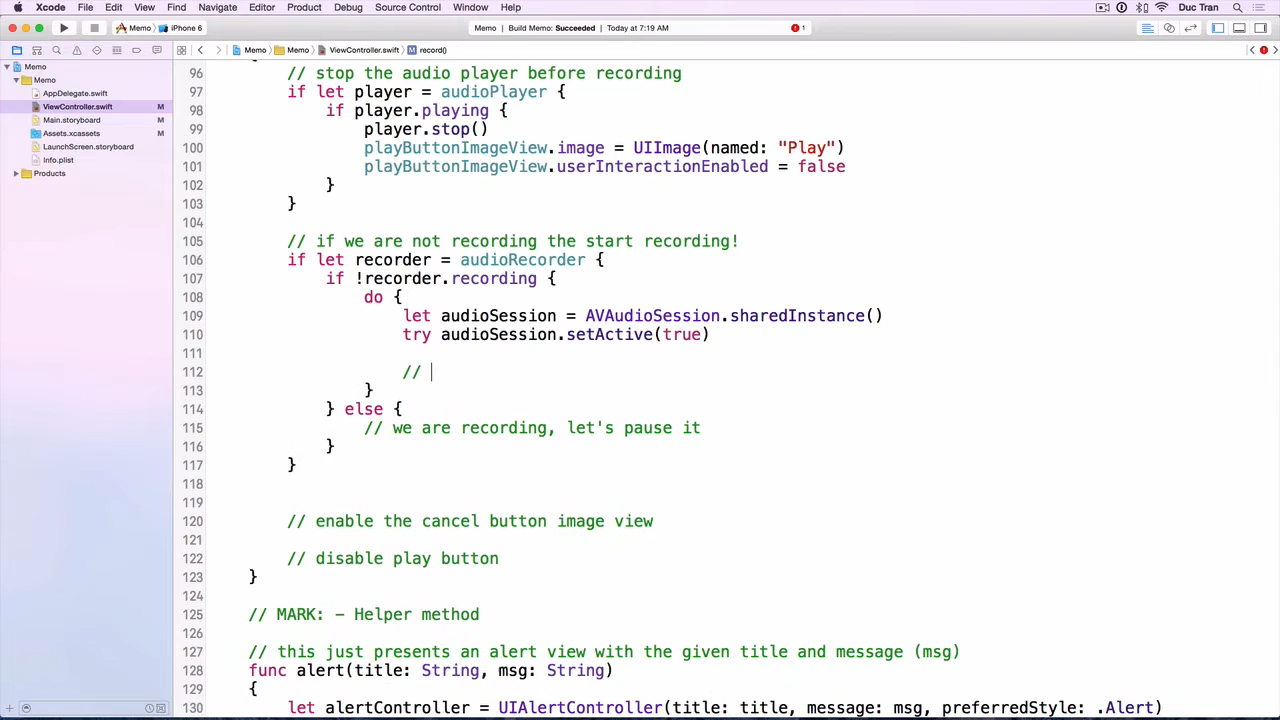 Xcode File Edit View Find Navigate Editor Product Debug Source Control Window Help Duc Tran
Memo iPhone 6 Memo | Build Memo: Succeeded | Today at 7:19 AM 1
Memo Memo ViewController.swift M record()
Memo
Memo
AppDelegate.swift
ViewController.swift M
Main.storyboard M
Assets.xcassets M
LaunchScreen.storyboard
Info.plist
Products
96 // stop the audio player before recording
97 if let player = audioPlayer {
98 if player.playing {
99 player.stop()
100 playButtonImageView.image = UIImage(named: "Play")
101 playButtonImageView.userInteractionEnabled = false
102 }
103 }
104
105 // if we are not recording the start recording!
106 if let recorder = audioRecorder {
107 if !recorder.recording {
108 do {
109 let audioSession = AVAudioSession.sharedInstance()
110 try audioSession.setActive(true)
111
112 //
113 }
114 } else {
115 // we are recording, let's pause it
116 }
117 }
118
119
120 // enable the cancel button image view
121
122 // disable play button
123 }
124
125 // MARK: - Helper method
126
127 // this just presents an alert view with the given title and message (msg)
128 func alert(title: String, msg: String)
129 {
130 let alertController = UIAlertController(title: title, message: msg, preferredStyle: .Alert)